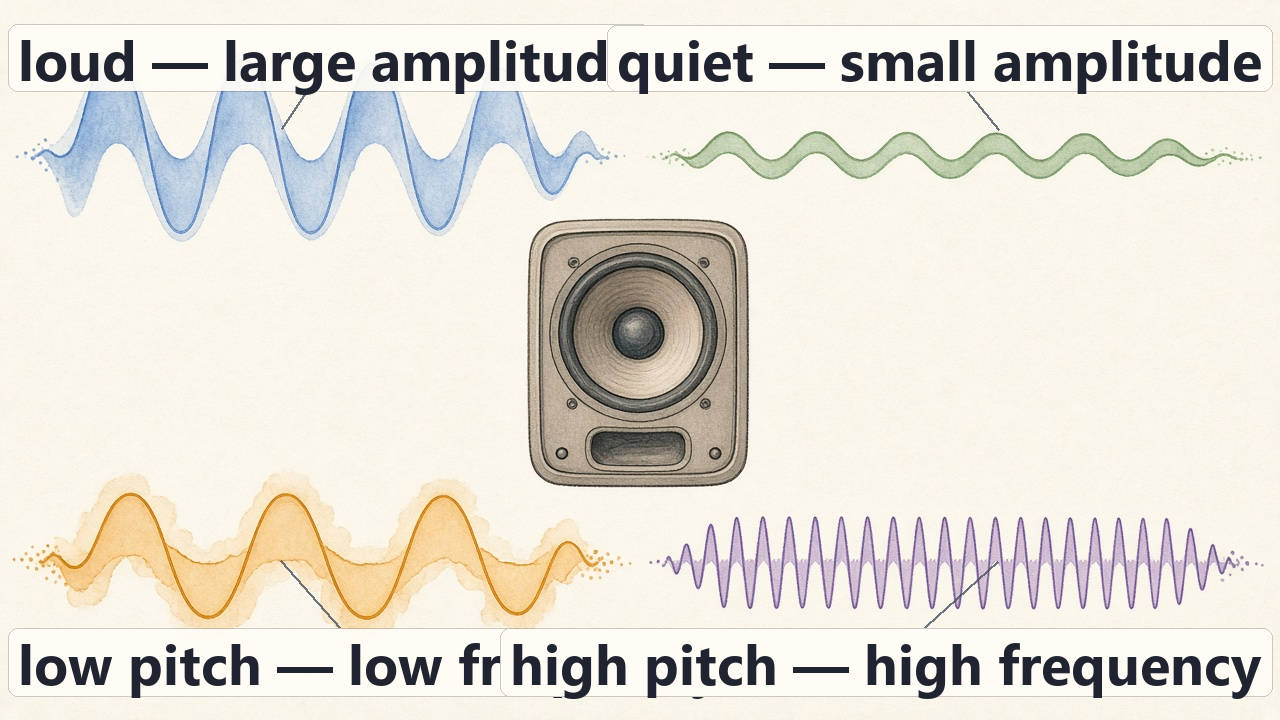 loud — large amplitud
quiet — small amplitude
low pitch — low fr
high pitch — high frequency